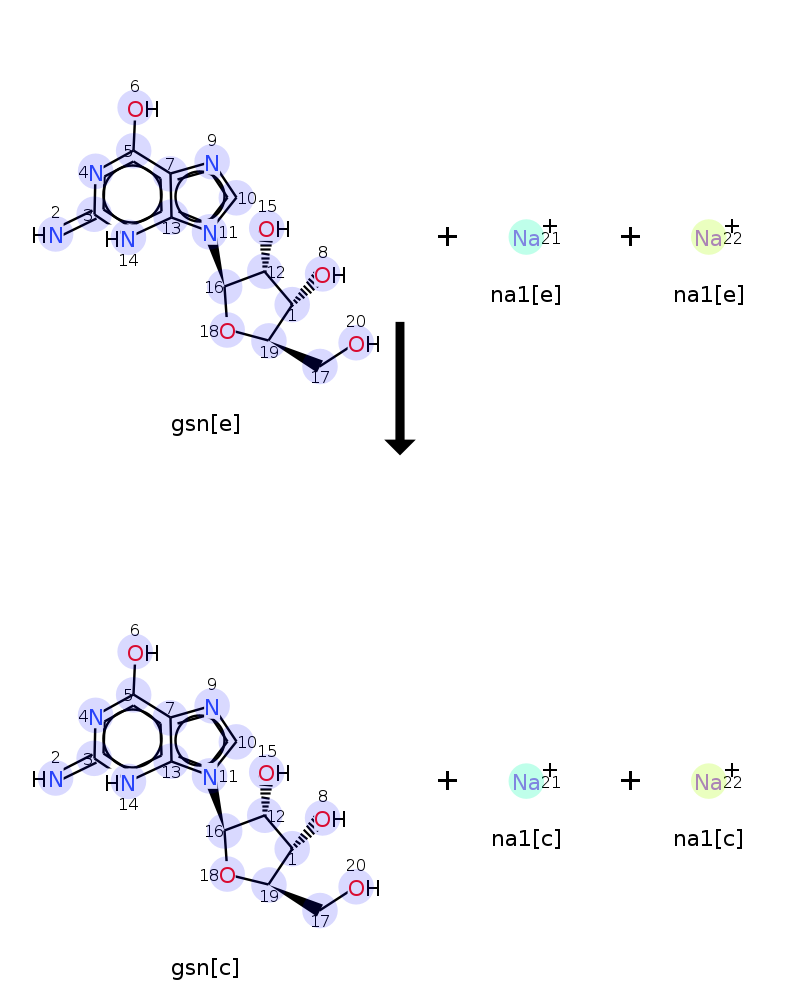 6
OH
5
9
7
N
4N
10
2
3
15
HN
HN
13
N11
OH
14
8
12
OH
16
1
18O
20
19
OH
17
gsn[e]
+
Na+
21
na1[e]
+
Na+
22
na1[e]
6
OH
5
9
7
N
4N
10
2
3
15
HN
HN
13
N11
OH
14
8
12
OH
16
1
18O
20
19
OH
17
gsn[c]
+
Na+
21
na1[c]
+
Na+
22
na1[c]